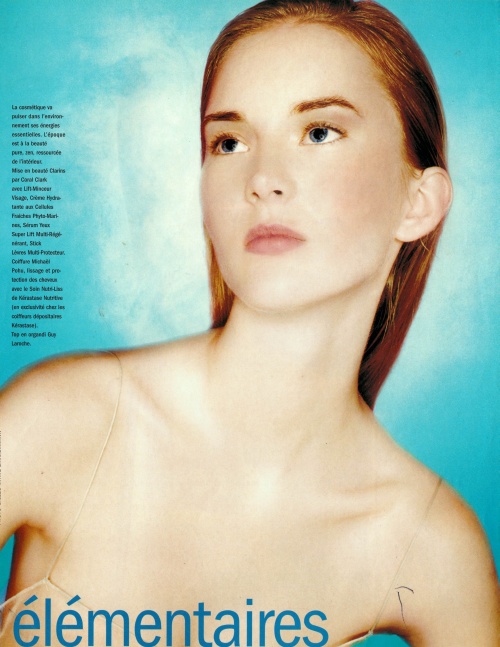 La cosmétique va
puiser dans l'environ-
nement ses énergies
essentielles. L'époque
est à la beauté
pure, zen, ressourcée
de l'intérieur.
Mise en beauté Clarins
par Carol Clark
avec Lift-Minceur
Visage, Crème Hydra-
tante aux Cellules
Fraîches Phyto-Mari-
nes, Sérum Yeux
Super Lift Multi-Régé-
nérant, Stick
Lèvres Multi-Protecteur.
Coiffure Michaël
Polio, lissage et pro-
tection des cheveux
avec le Soin Nutri-Liss
de Kérastase Nutritive
(en exclusivité chez les
coiffeurs dépositaires
Kérastase).
Top en organdi Guy
Laroche.
élémentaires